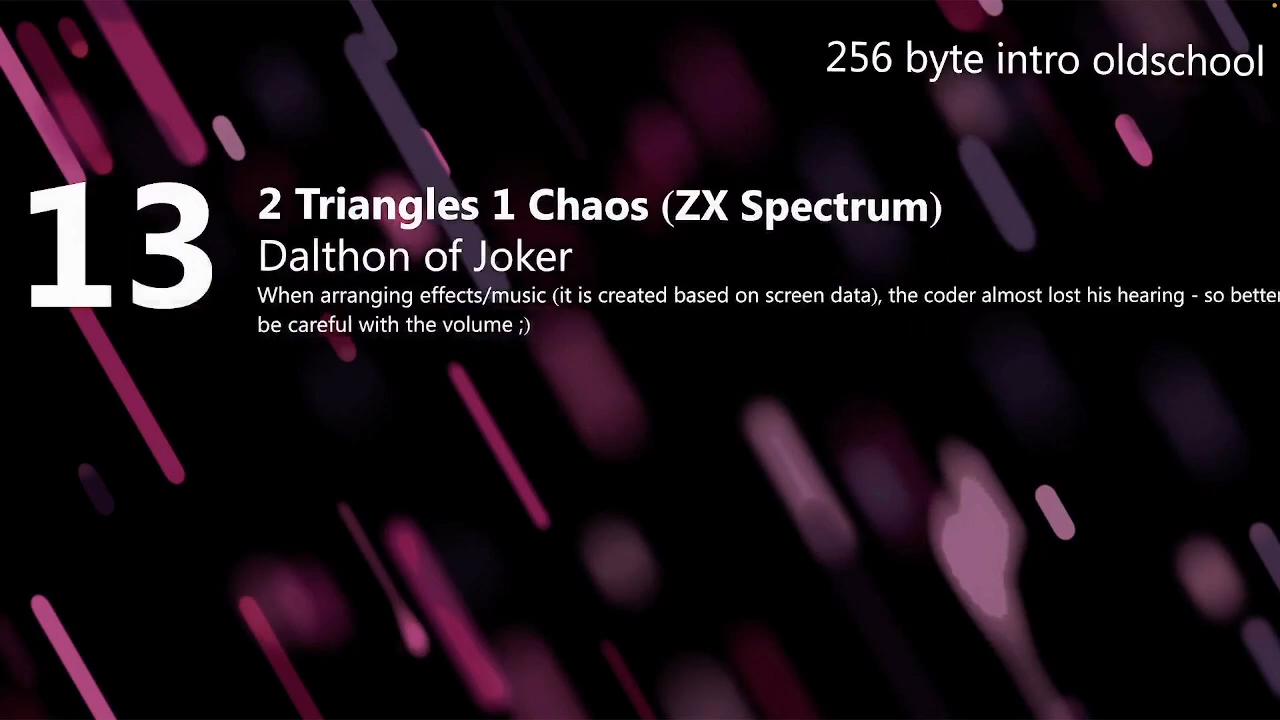 256 byte intro oldschool
13
2 Triangles 1 Chaos (ZX Spectrum)
Dalthon of Joker
When arranging effects/music (it is created based on screen data), the coder almost lost his hearing - so better
be careful with the volume ;)